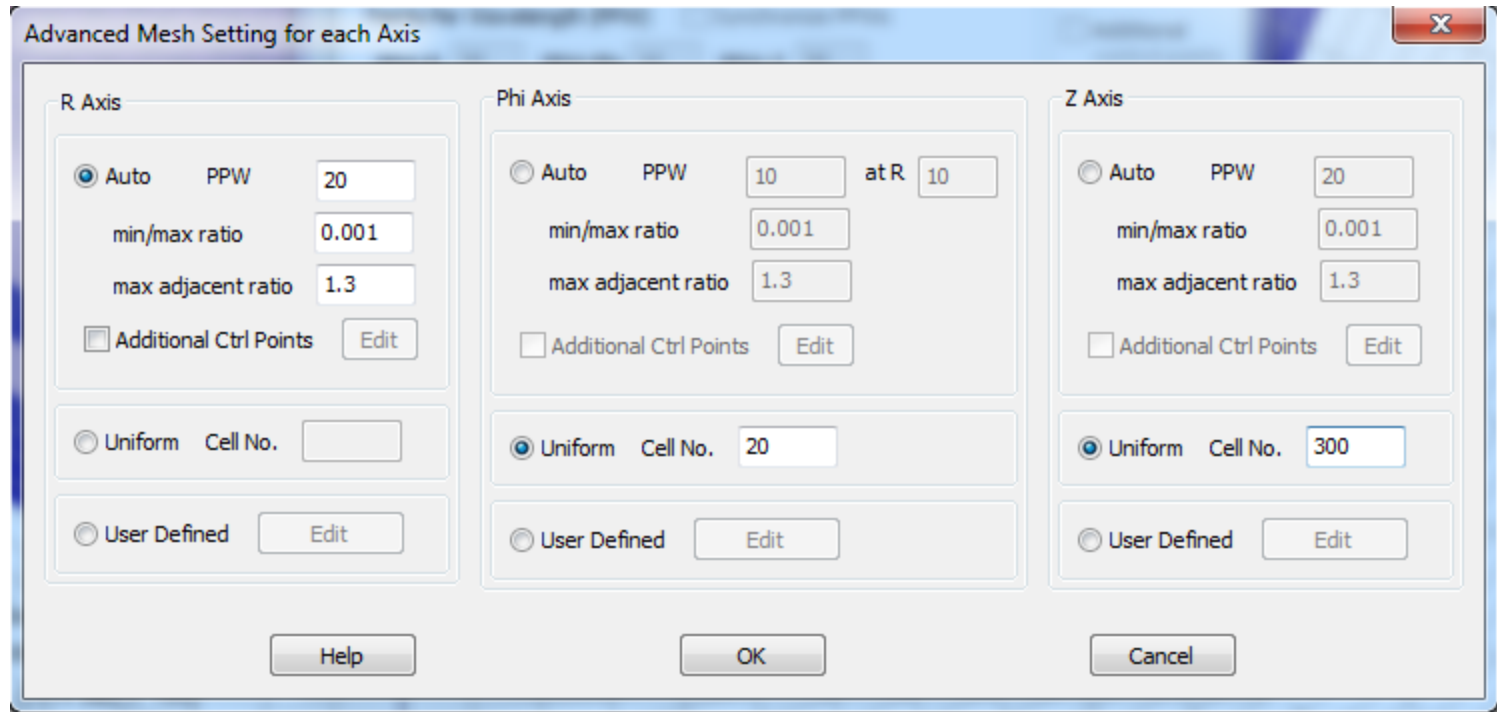 Advanced Mesh Setting for each Axis
R Axis
Auto PPW 20
min/max ratio 0.001
max adjacent ratio 1.3
Additional Ctrl Points Edit
Uniform Cell No.
User Defined Edit
Phi Axis
Auto PPW 10 at R 10
min/max ratio 0.001
max adjacent ratio 1.3
Additional Ctrl Points Edit
Uniform Cell No. 20
User Defined Edit
Z Axis
Auto PPW 20
min/max ratio 0.001
max adjacent ratio 1.3
Additional Ctrl Points Edit
Uniform Cell No. 300
User Defined Edit
Help OK Cancel